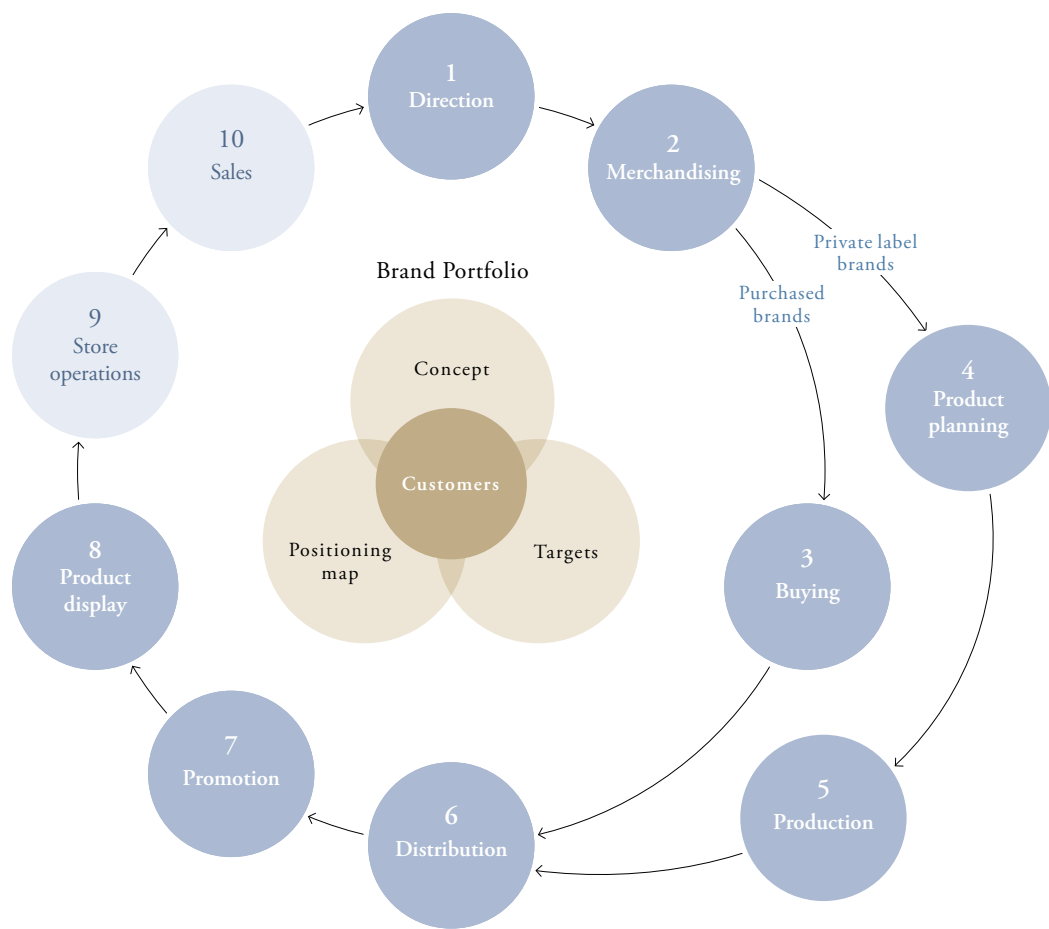 1
Direction
2
Merchandising
Private label
brands
Purchased
brands
3
Buying
4
Product
planning
5
Production
6
Distribution
7
Promotion
8
Product
display
9
Store
operations
10
Sales
Brand Portfolio
Concept
Customers
Positioning
map
Targets